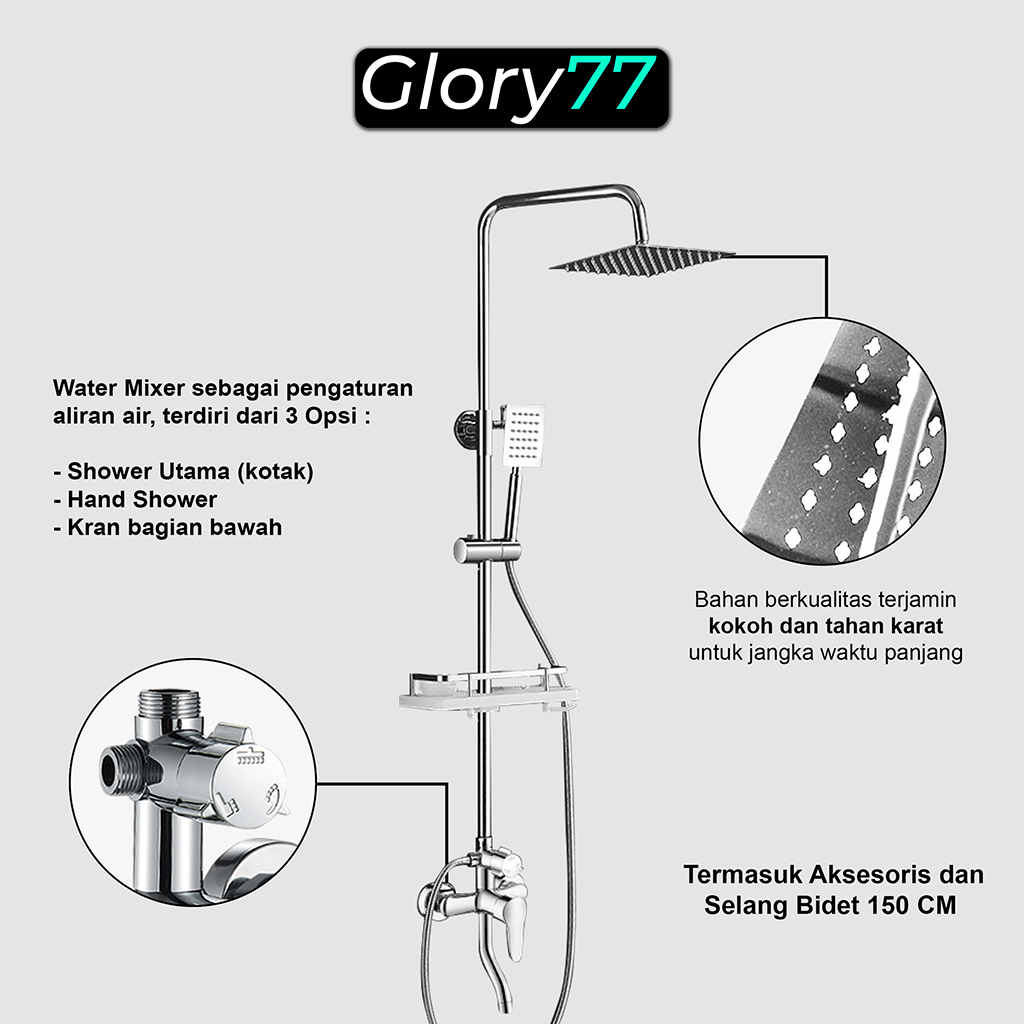 Glory77
Water Mixer sebagai pengaturan
aliran air, terdiri dari 3 Opsi :
- Shower Utama (kotak)
- Hand Shower
- Kran bagian bawah
Bahan berkualitas terjamin
kokoh dan tahan karat
untuk jangka waktu panjang
Termasuk Aksesoris dan
Selang Bidet 150 CM